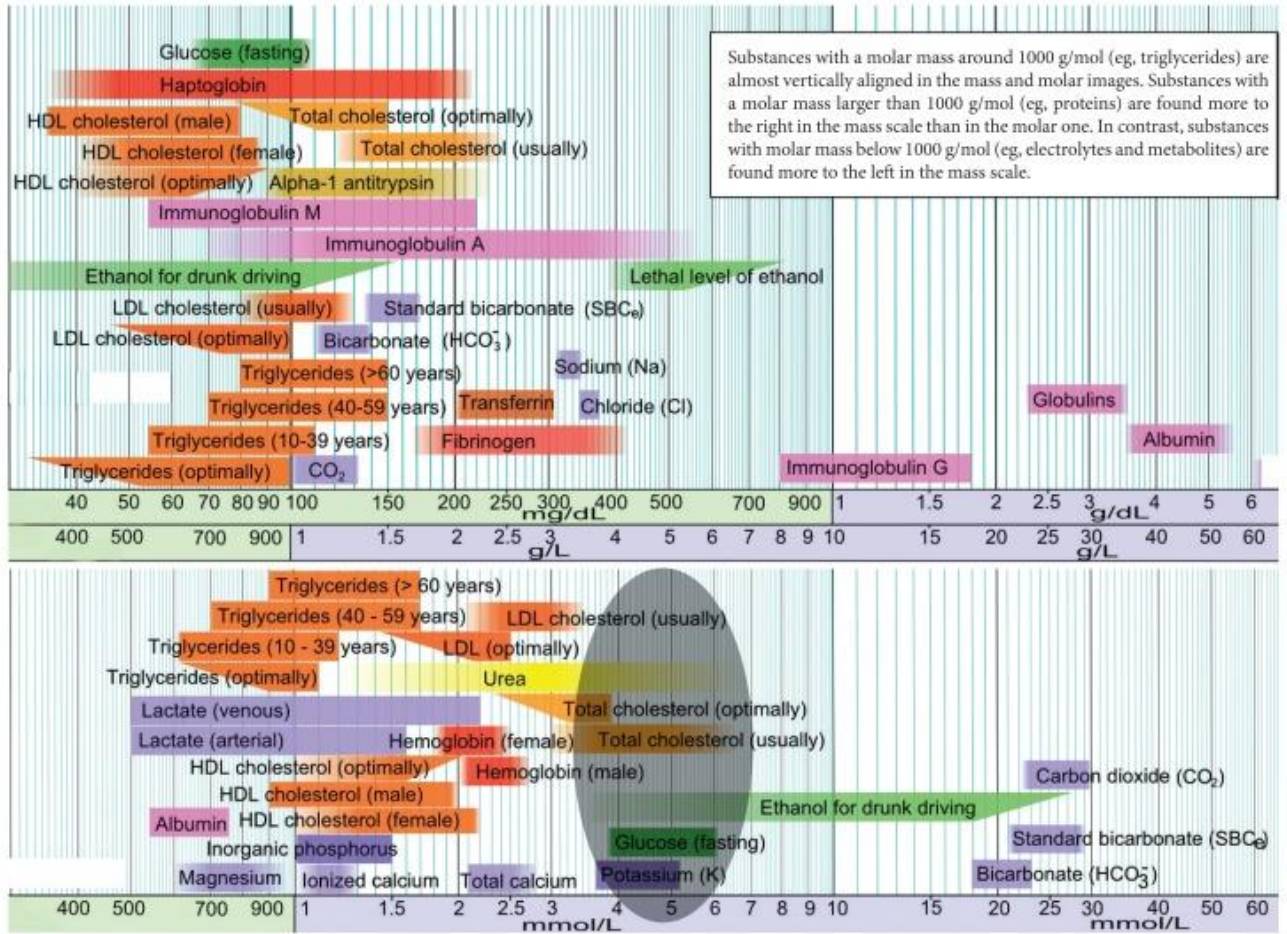 Glucose (fasting)
Haptoglobin
HDL cholesterol (male)
Total cholesterol (optimally)
HDL cholesterol (female)
Total cholesterol (usually)
HDL cholesterol (optimally)
Alpha-1 antitrypsin
Immunoglobulin M
Immunoglobulin A
Ethanol for drunk driving
Lethal level of ethanol
LDL cholesterol (usually)
Standard bicarbonate (SBCe)
LDL cholesterol (optimally)
Bicarbonate (HCO₃⁻)
Sodium (Na)
Triglycerides (>60 years)
Triglycerides (40-59 years)
Transferrin
Chloride (Cl)
Globulins
Triglycerides (10-39 years)
Fibrinogen
Albumin
Triglycerides (optimally)
CO₂
Immunoglobulin G
Substances with a molar mass around 1000 g/mol (eg, triglycerides) are
almost vertically aligned in the mass and molar images. Substances with
a molar mass larger than 1000 g/mol (eg, proteins) are found more to
the right in the mass scale than in the molar one. In contrast, substances
with molar mass below 1000 g/mol (eg, electrolytes and metabolites) are
found more to the left in the mass scale.
40 50 60 70 80 90 100 150 200 250 300 400 500 700 900 1 1.5 2 2.5 3 4 5 6
mg/dL g/dL
400 500 700 900 1 1.5 2 2.5 3 4 5 6 7 8 9 10 15 20 25 30 40 50 60
g/L g/L
Triglycerides (> 60 years)
Triglycerides (40 - 59 years)
LDL cholesterol (usually)
Triglycerides (10 - 39 years)
LDL (optimally)
Triglycerides (optimally)
Urea
Lactate (venous)
Total cholesterol (optimally)
Lactate (arterial)
Hemoglobin (female)
Total cholesterol (usually)
HDL cholesterol (optimally)
Hemoglobin (male)
Carbon dioxide (CO₂)
HDL cholesterol (male)
Ethanol for drunk driving
Albumin
HDL cholesterol (female)
Glucose (fasting)
Standard bicarbonate (SBCe)
Inorganic phosphorus
Magnesium
Ionized calcium
Total calcium
Potassium (K)
Bicarbonate (HCO₃⁻)
400 500 700 900 1 1.5 2 2.5 3 4 5 6 7 8 9 10 15 20 25 30 40 50 60
mmol/L mmol/L